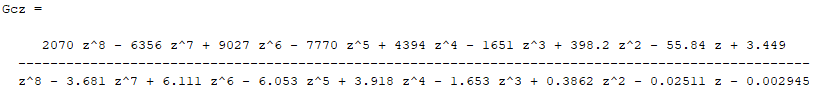 Gcz =
2070 z^8 - 6356 z^7 + 9027 z^6 - 7770 z^5 + 4394 z^4 - 1651 z^3 + 398.2 z^2 - 55.84 z + 3.449
---------------------------------------------------------------------------------------------------
z^8 - 3.681 z^7 + 6.111 z^6 - 6.053 z^5 + 3.918 z^4 - 1.653 z^3 + 0.3862 z^2 - 0.02511 z - 0.002945